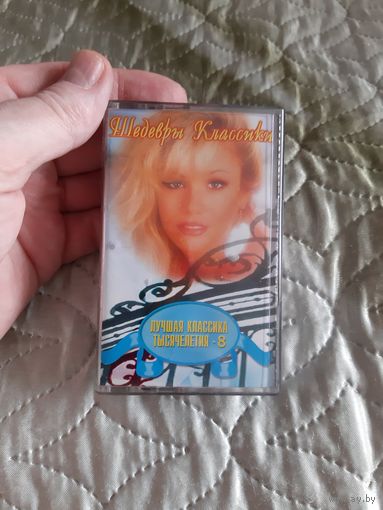 Шедевры Классики
ЛУЧШАЯ КЛАССИКА
ТЫСЯЧЕЛЕТИЯ - 8